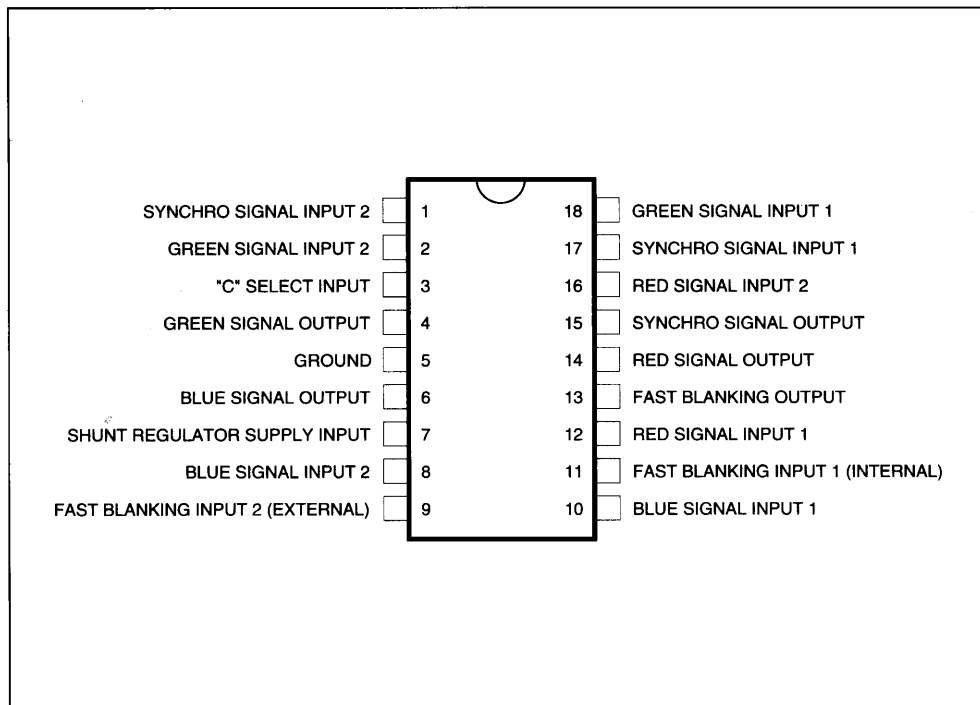 SYNCHRO SIGNAL INPUT 2 1 18 GREEN SIGNAL INPUT 1
GREEN SIGNAL INPUT 2 2 17 SYNCHRO SIGNAL INPUT 1
"C" SELECT INPUT 3 16 RED SIGNAL INPUT 2
GREEN SIGNAL OUTPUT 4 15 SYNCHRO SIGNAL OUTPUT
GROUND 5 14 RED SIGNAL OUTPUT
BLUE SIGNAL OUTPUT 6 13 FAST BLANKING OUTPUT
SHUNT REGULATOR SUPPLY INPUT 7 12 RED SIGNAL INPUT 1
BLUE SIGNAL INPUT 2 8 11 FAST BLANKING INPUT 1 (INTERNAL)
FAST BLANKING INPUT 2 (EXTERNAL) 9 10 BLUE SIGNAL INPUT 1